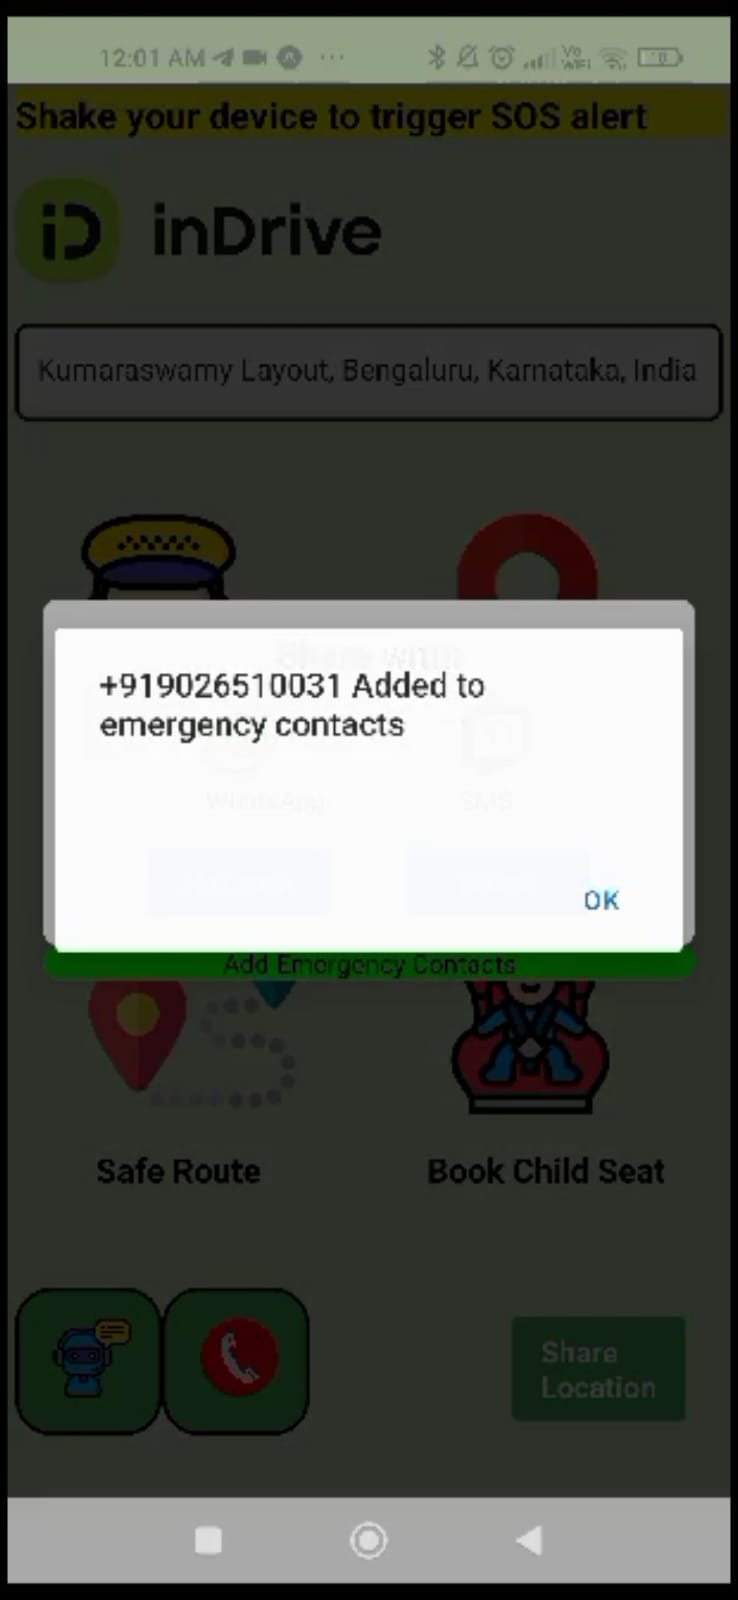 12:01 AM
Shake your device to trigger SOS alert
iD inDrive
Kumaraswamy Layout, Bengaluru, Karnataka, India
Share with
+919026510031 Added to
emergency contacts
WhatsApp SMS
OK
Add Emergency Contacts
Safe Route Book Child Seat
Share
Location